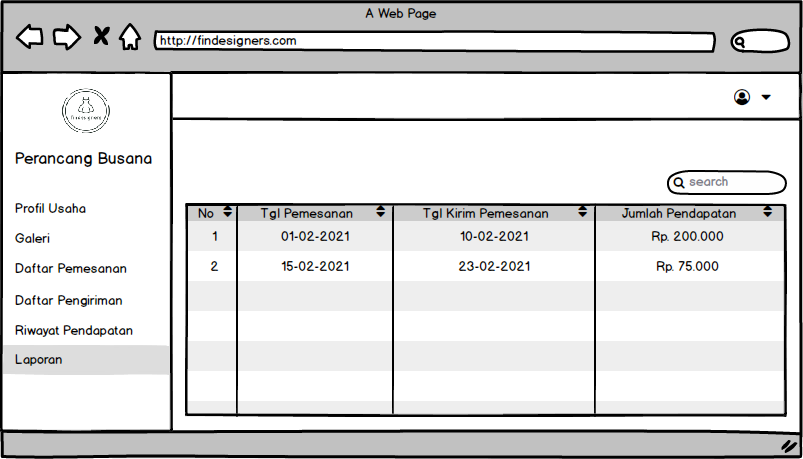 A Web Page
http://findesigners.com
findesigners
Perancang Busana
Profil Usaha
Galeri
Daftar Pemesanan
Daftar Pengiriman
Riwayat Pendapatan
Laporan
search
No Tgl Pemesanan Tgl Kirim Pemesanan Jumlah Pendapatan
1 01-02-2021 10-02-2021 Rp. 200.000
2 15-02-2021 23-02-2021 Rp. 75.000